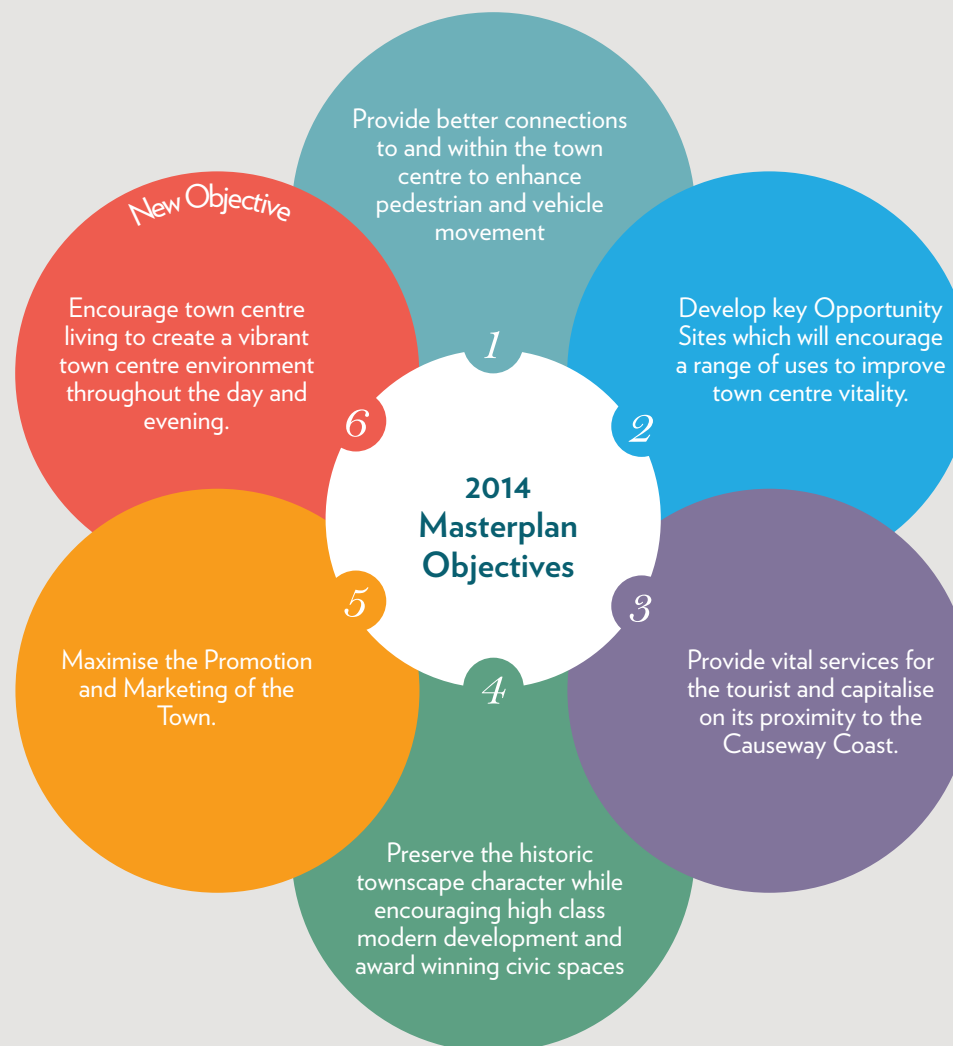 2014
Masterplan
Objectives
1
Provide better connections
to and within the town
centre to enhance
pedestrian and vehicle
movement
2
Develop key Opportunity
Sites which will encourage
a range of uses to improve
town centre vitality.
3
Provide vital services for
the tourist and capitalise
on its proximity to the
Causeway Coast.
4
Preserve the historic
townscape character while
encouraging high class
modern development and
award winning civic spaces
5
Maximise the Promotion
and Marketing of the
Town.
6
New Objective
Encourage town centre
living to create a vibrant
town centre environment
throughout the day and
evening.